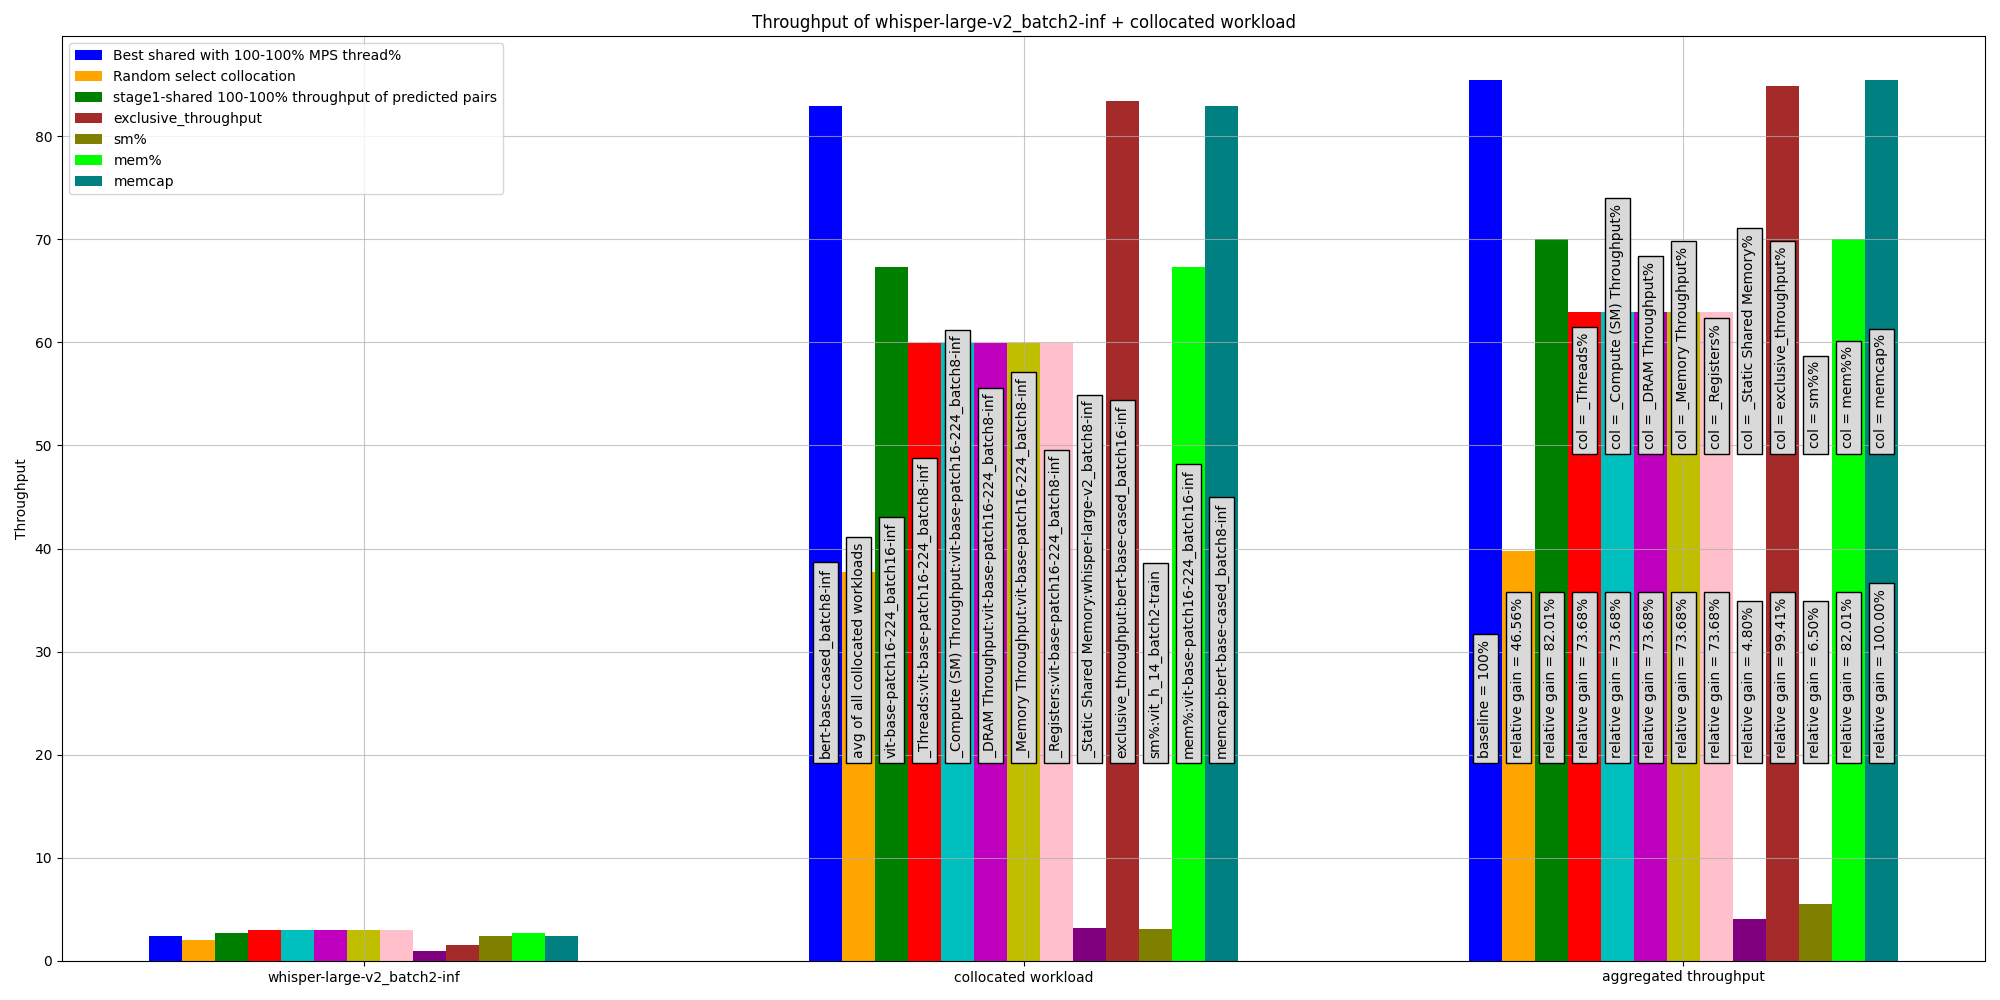 Throughput of whisper-large-v2_batch2-inf + collocated workload
Best shared with 100-100% MPS thread%
Random select collocation
stage1-shared 100-100% throughput of predicted pairs
exclusive_throughput
sm%
mem%
memcap
Throughput
80
70
60
50
40
30
20
10
0
bert-base-cased_batch8-inf
avg of all collocated workloads
vit-base-patch16-224_batch16-inf
_Threads:vit-base-patch16-224_batch8-inf
_Compute (SM) Throughput:vit-base-patch16-224_batch8-inf
_DRAM Throughput:vit-base-patch16-224_batch8-inf
_Memory Throughput:vit-base-patch16-224_batch8-inf
_Registers:vit-base-patch16-224_batch8-inf
_Static Shared Memory:whisper-large-v2_batch8-inf
exclusive_throughput:bert-base-cased_batch16-inf
sm%:vit_h_14_batch2-train
mem%:vit-base-patch16-224_batch16-inf
memcap:bert-base-cased_batch8-inf
col = _Threads%
col = _Compute (SM) Throughput%
col = _DRAM Throughput%
col = _Memory Throughput%
col = _Registers%
col = _Static Shared Memory%
col = exclusive_throughput%
col = sm%%
col = mem%%
col = memcap%
baseline = 100%
relative gain = 46.56%
relative gain = 82.01%
relative gain = 73.68%
relative gain = 73.68%
relative gain = 73.68%
relative gain = 73.68%
relative gain = 73.68%
relative gain = 4.80%
relative gain = 99.41%
relative gain = 6.50%
relative gain = 82.01%
relative gain = 100.00%
whisper-large-v2_batch2-inf
collocated workload
aggregated throughput